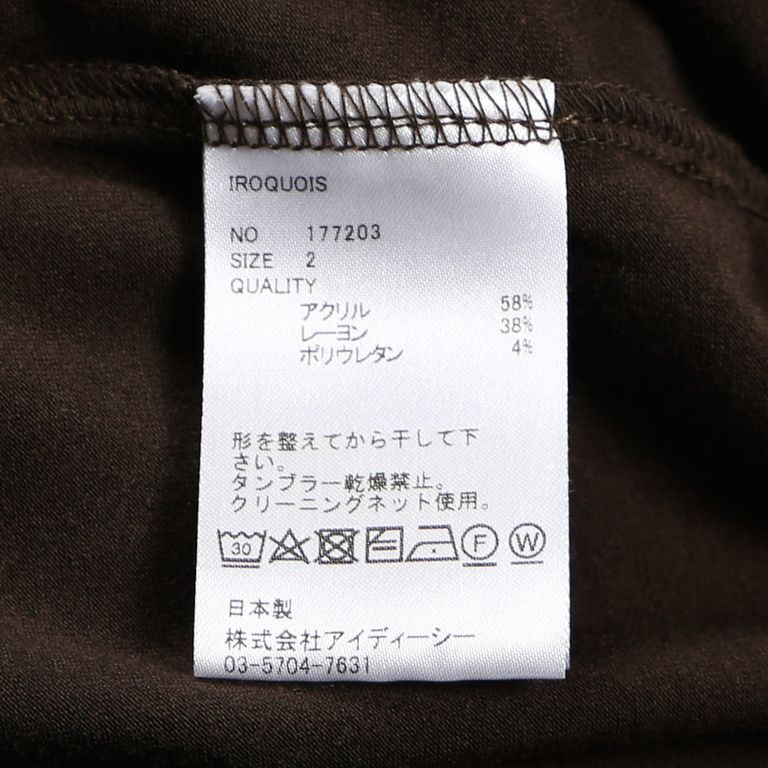 IROQUOIS
NO 177203
SIZE 2
QUALITY
アクリル 58%
レーヨン 38%
ポリウレタン 4%
形を整えてから干して下
さい。
タンブラー乾燥禁止。
クリーニングネット使用。
30 F W
日本製
株式会社アイディーシー
03-5704-7631